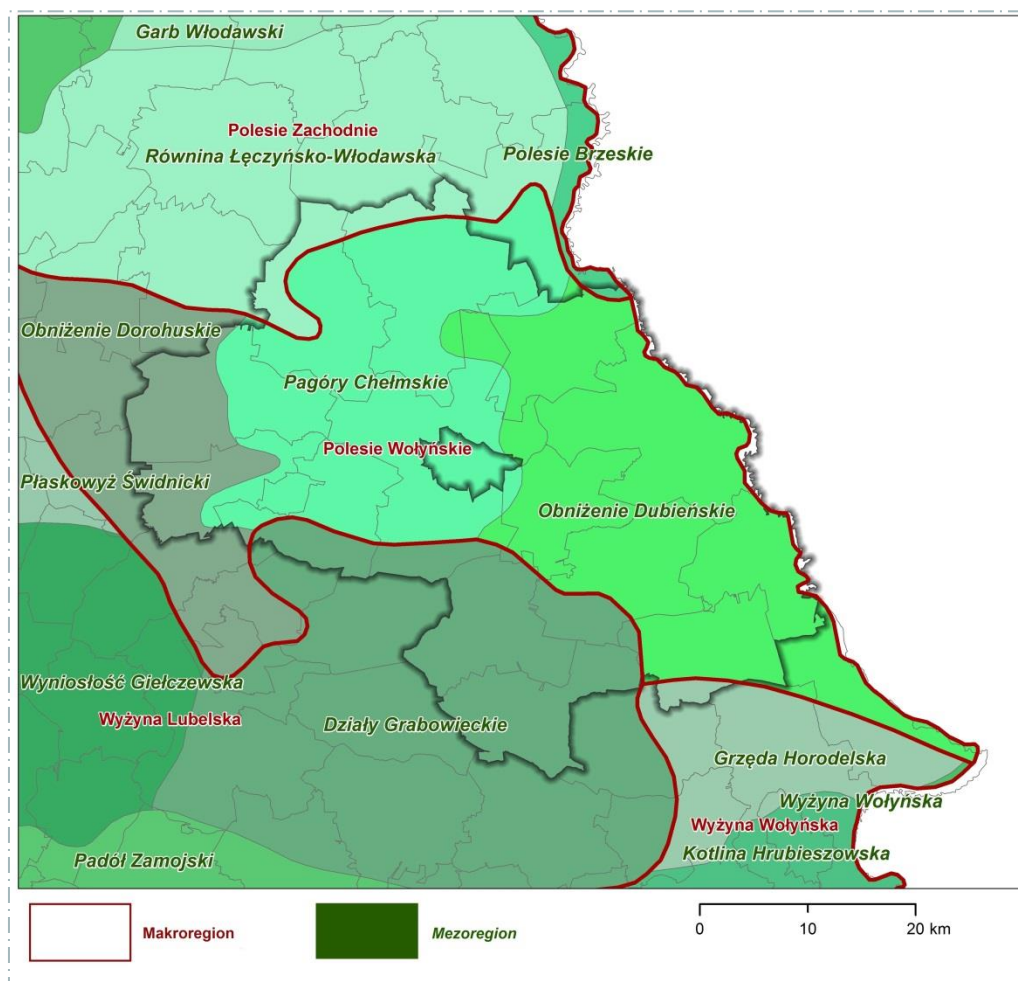 Garb Włodawski
Polesie Zachodnie
Równina Łęczyńsko-Włodawska
Polesie Brzeskie
Obniżenie Dorohuskie
Pagóry Chełmskie
Polesie Wołyńskie
Płaskowyż Świdnicki
Obniżenie Dubieńskie
Wyniosłość Giełczewska
Wyżyna Lubelska
Działy Grabowieckie
Grzęda Horodelska
Wyżyna Wołyńska
Wyżyna Wołyńska
Kotlina Hrubieszowska
Padół Zamojski
Makroregion
Mezoregion
0 10 20 km